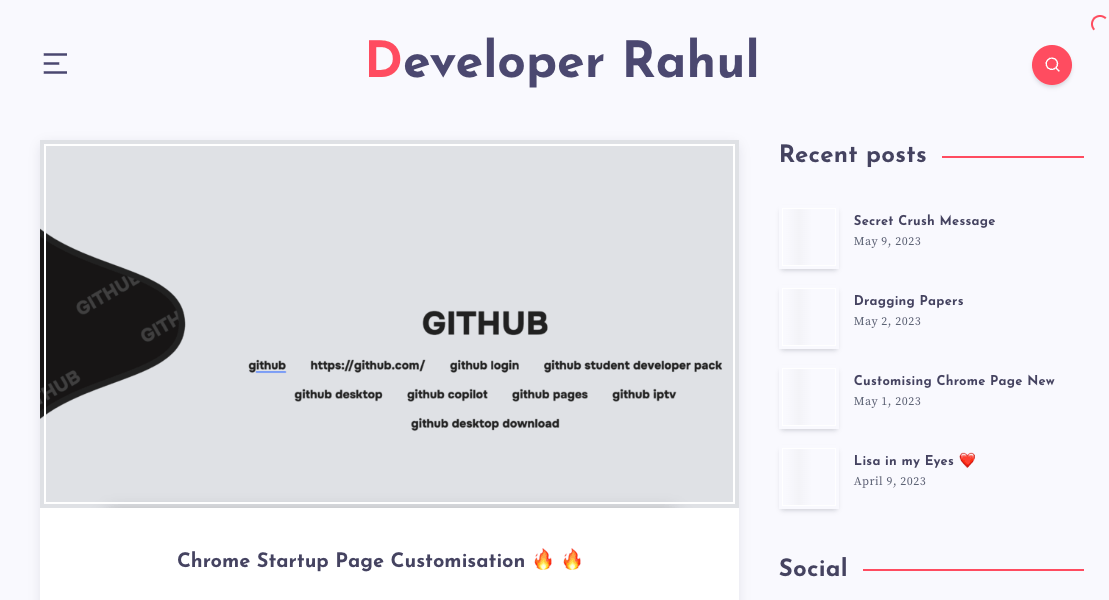 Developer Rahul
GITHUB
GITHUB
GITH
HUB
github https://github.com/ github login github student developer pack
github desktop github copilot github pages github iptv
github desktop download
Chrome Startup Page Customisation 🔥 🔥
Recent posts
Secret Crush Message
May 9, 2023
Dragging Papers
May 2, 2023
Customising Chrome Page New
May 1, 2023
Lisa in my Eyes ❤️
April 9, 2023
Social